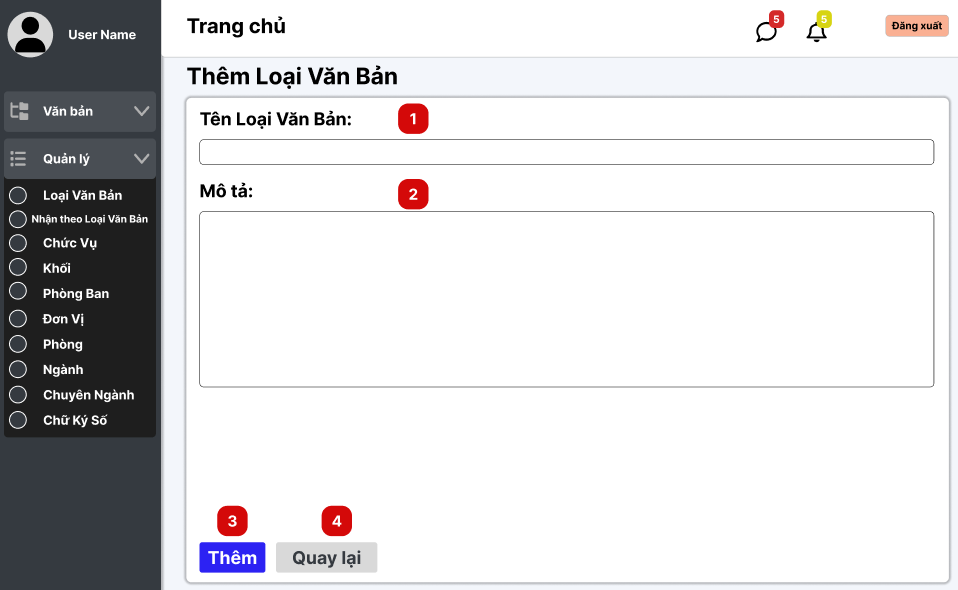 User Name
Trang chủ
5
5
Đăng xuất
Văn bản
Quản lý
Loại Văn Bản
Nhận theo Loại Văn Bản
Chức Vụ
Khối
Phòng Ban
Đơn Vị
Phòng
Ngành
Chuyên Ngành
Chữ Ký Số
Thêm Loại Văn Bản
Tên Loại Văn Bản:
1
Mô tả:
2
3
4
Thêm
Quay lại